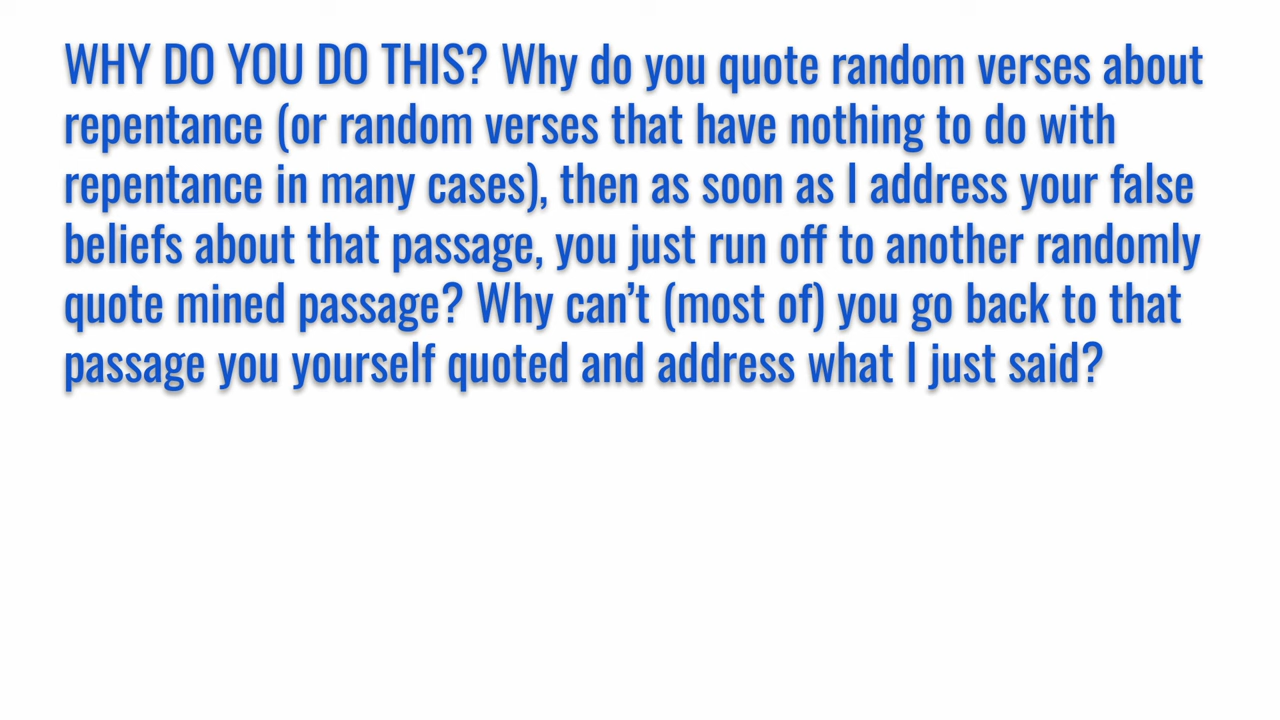 WHY DO YOU DO THIS? Why do you quote random verses about
repentance (or random verses that have nothing to do with
repentance in many cases), then as soon as I address your false
beliefs about that passage, you just run off to another randomly
quote mined passage? Why can’t (most of) you go back to that
passage you yourself quoted and address what I just said?